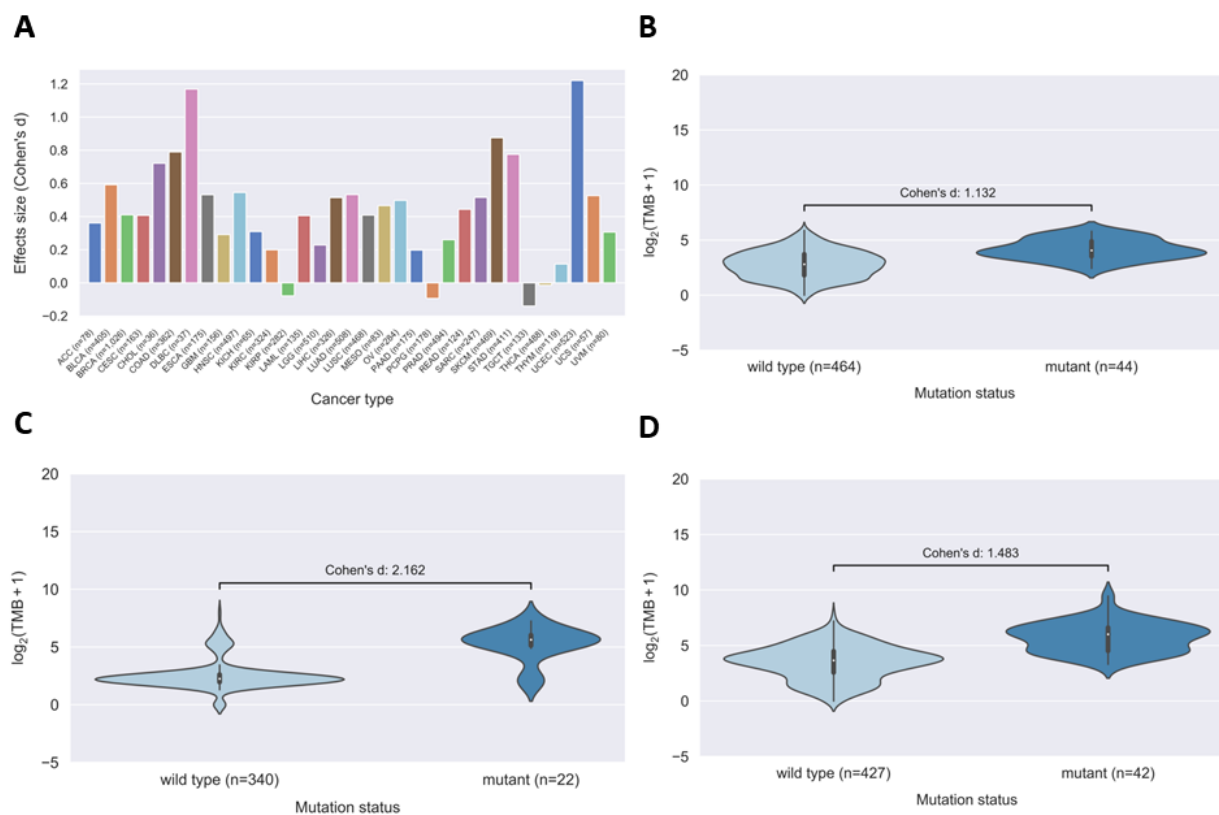 A
Effects size (Cohen's d)
1.2
1.0
0.8
0.6
0.4
0.2
0.0
−0.2
ACC (n=78)
BLCA (n=405)
BRCA (n=1,026)
CESC (n=163)
CHOL (n=36)
COAD (n=362)
DLBC (n=37)
ESCA (n=175)
GBM (n=156)
HNSC (n=497)
KICH (n=65)
KIRC (n=324)
KIRP (n=282)
LAML (n=135)
LGG (n=510)
LIHC (n=326)
LUAD (n=508)
LUSC (n=468)
MESO (n=83)
OV (n=284)
PAAD (n=175)
PCPG (n=178)
PRAD (n=494)
READ (n=124)
SARC (n=247)
SKCM (n=469)
STAD (n=411)
TGCT (n=133)
THCA (n=488)
THYM (n=119)
UCEC (n=523)
UCS (n=57)
UVM (n=80)
Cancer type
B
log2(TMB + 1)
20
15
10
5
0
−5
Cohen's d: 1.132
wild type (n=464)
mutant (n=44)
Mutation status
C
log2(TMB + 1)
20
15
10
5
0
−5
Cohen's d: 2.162
wild type (n=340)
mutant (n=22)
Mutation status
D
log2(TMB + 1)
20
15
10
5
0
−5
Cohen's d: 1.483
wild type (n=427)
mutant (n=42)
Mutation status